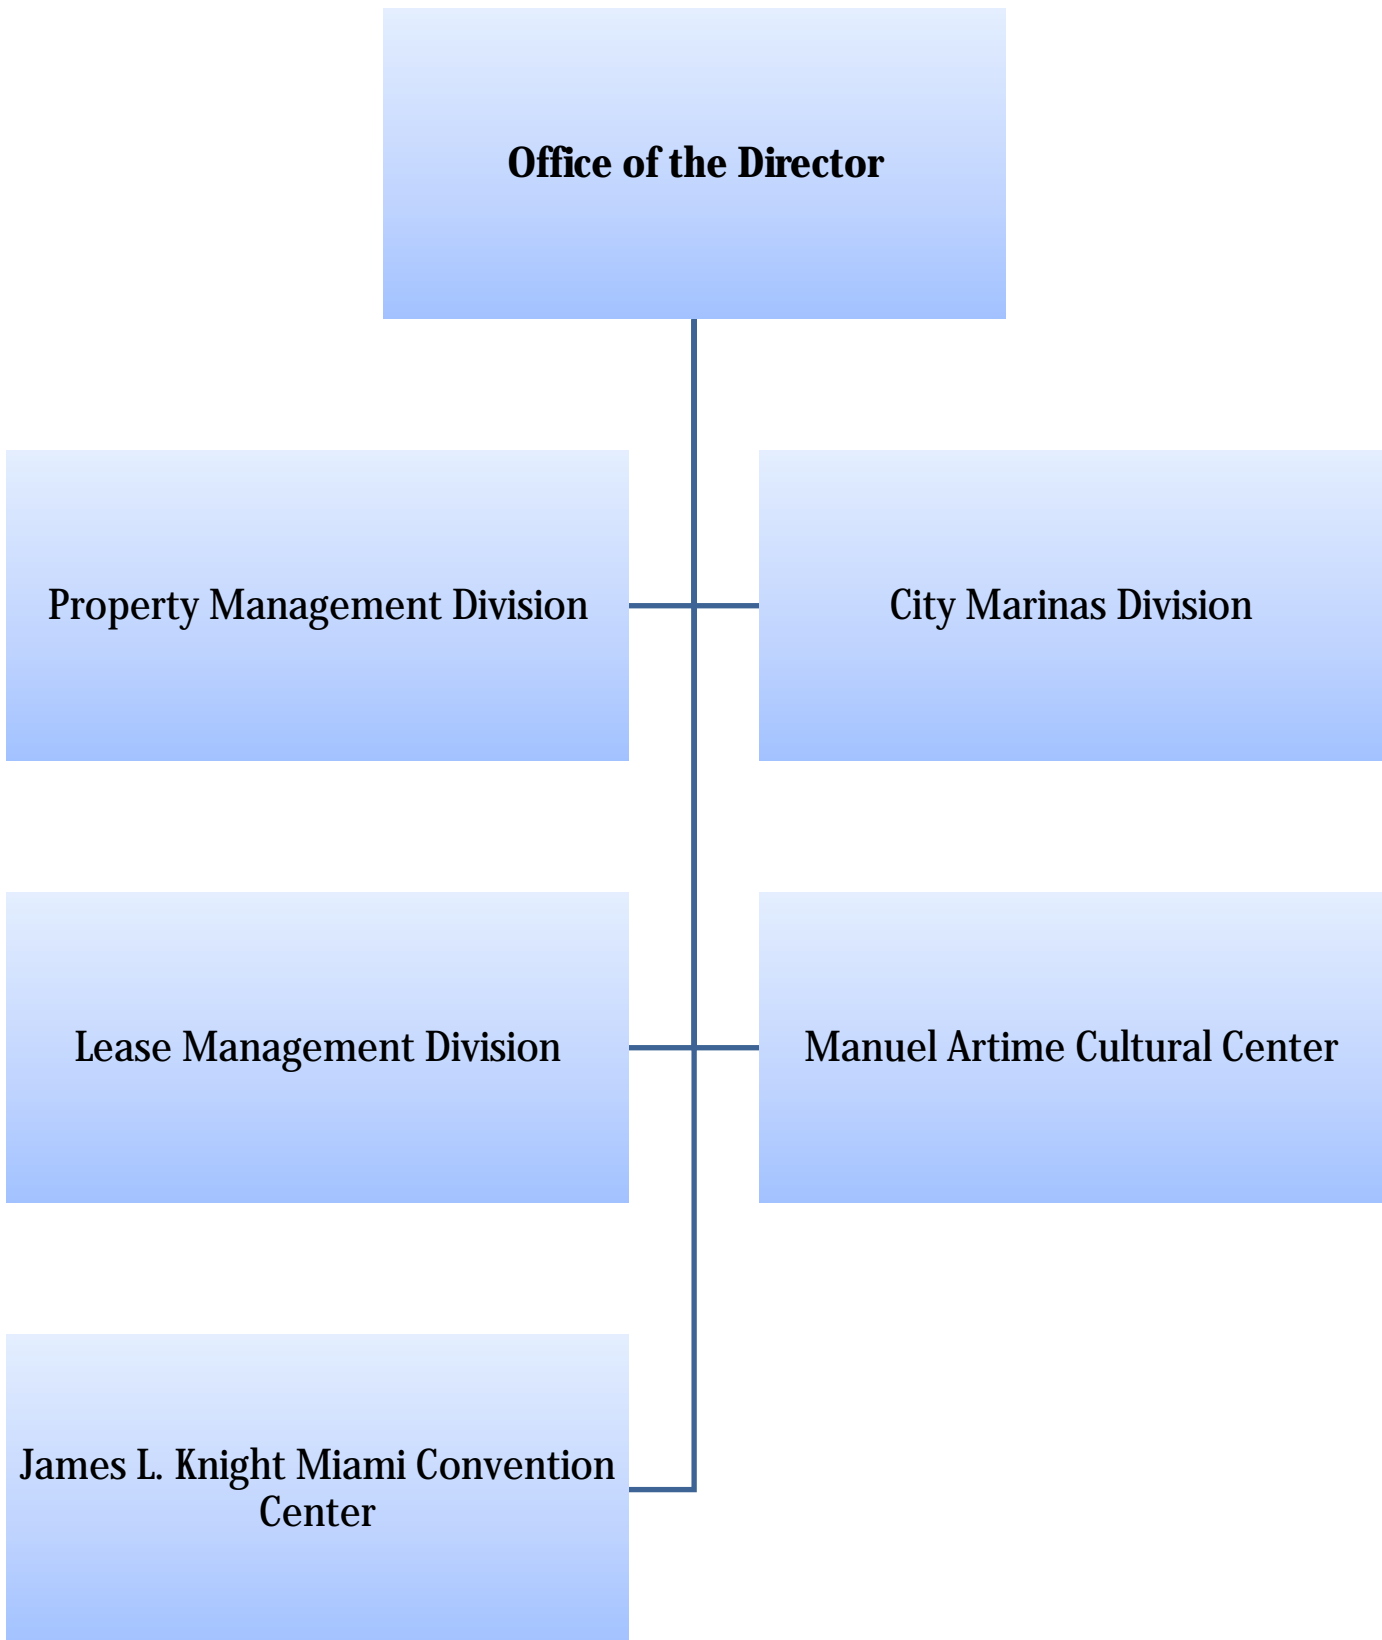 Office of the Director
Property Management Division
City Marinas Division
Lease Management Division
Manuel Artime Cultural Center
James L. Knight Miami Convention
Center